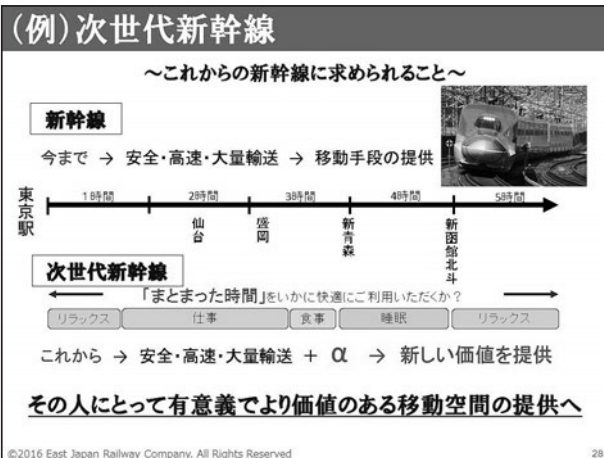 (例)次世代新幹線
~これからの新幹線に求められること~
新幹線
今まで → 安全・高速・大量輸送 → 移動手段の提供
東京駅
1時間 2時間 3時間 4時間 5時間
仙台 盛岡 新青森 新函館北斗
次世代新幹線
「まとまった時間」をいかに快適にご利用いただくか?
リラックス 仕事 食事 睡眠 リラックス
これから → 安全・高速・大量輸送 + α → 新しい価値を提供
その人にとって有意義でより価値のある移動空間の提供へ
©2016 East Japan Railway Company. All Rights Reserved 28